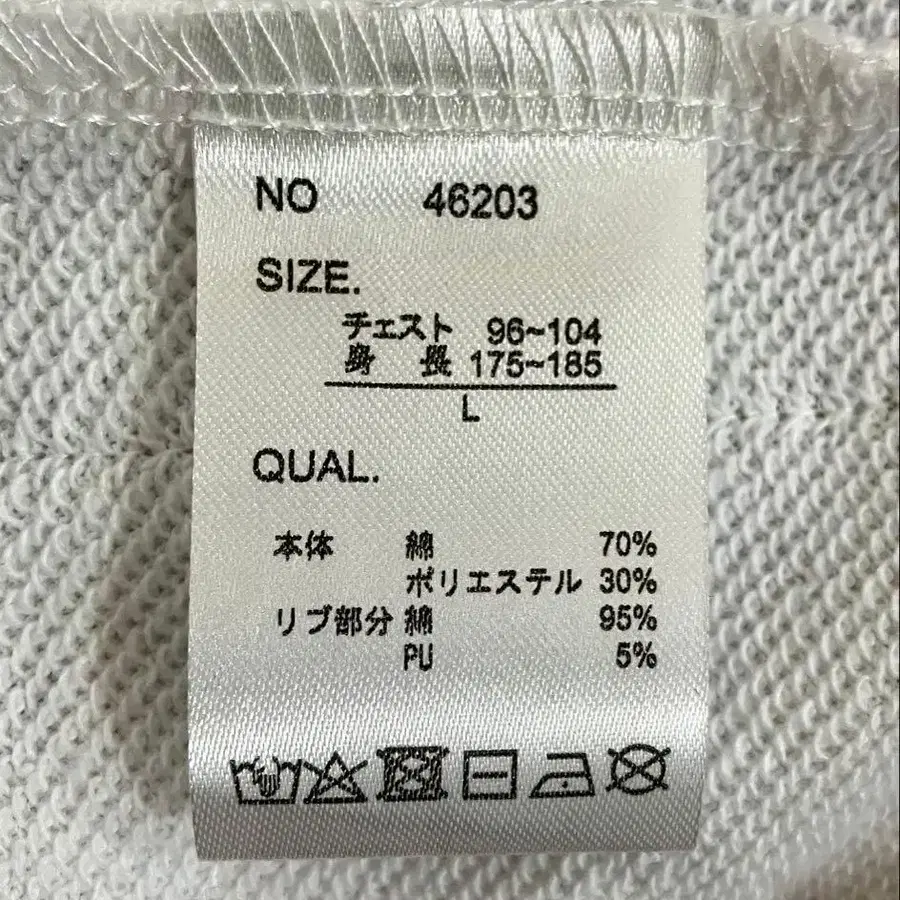 NO 46203
SIZE.
チェスト 96~104
身長 175~185
L
QUAL.
本体 綿 70%
ポリエステル 30%
リブ部分 綿 95%
PU 5%